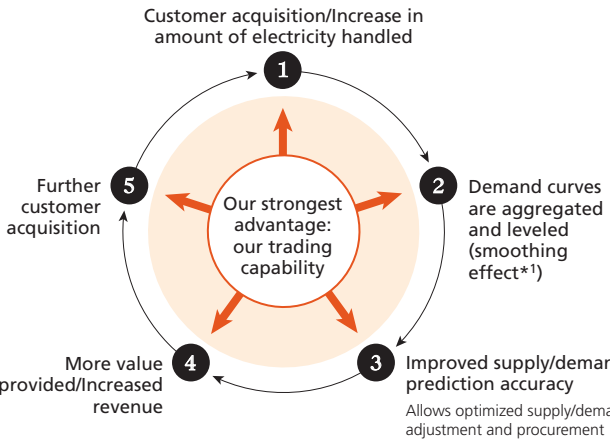 Customer acquisition/Increase in
amount of electricity handled
1
2
Demand curves
are aggregated
and leveled
(smoothing
effect*1)
3
Improved supply/deman
prediction accuracy
Allows optimized supply/dema
adjustment and procurement
4
More value
provided/Increased
revenue
5
Further
customer
acquisition
Our strongest
advantage:
our trading
capability